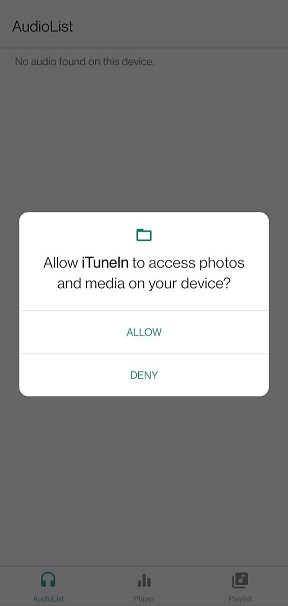 AudioList
No audio found on this device.
Allow iTuneIn to access photos
and media on your device?
ALLOW
DENY
AudioList
Player
Playlist